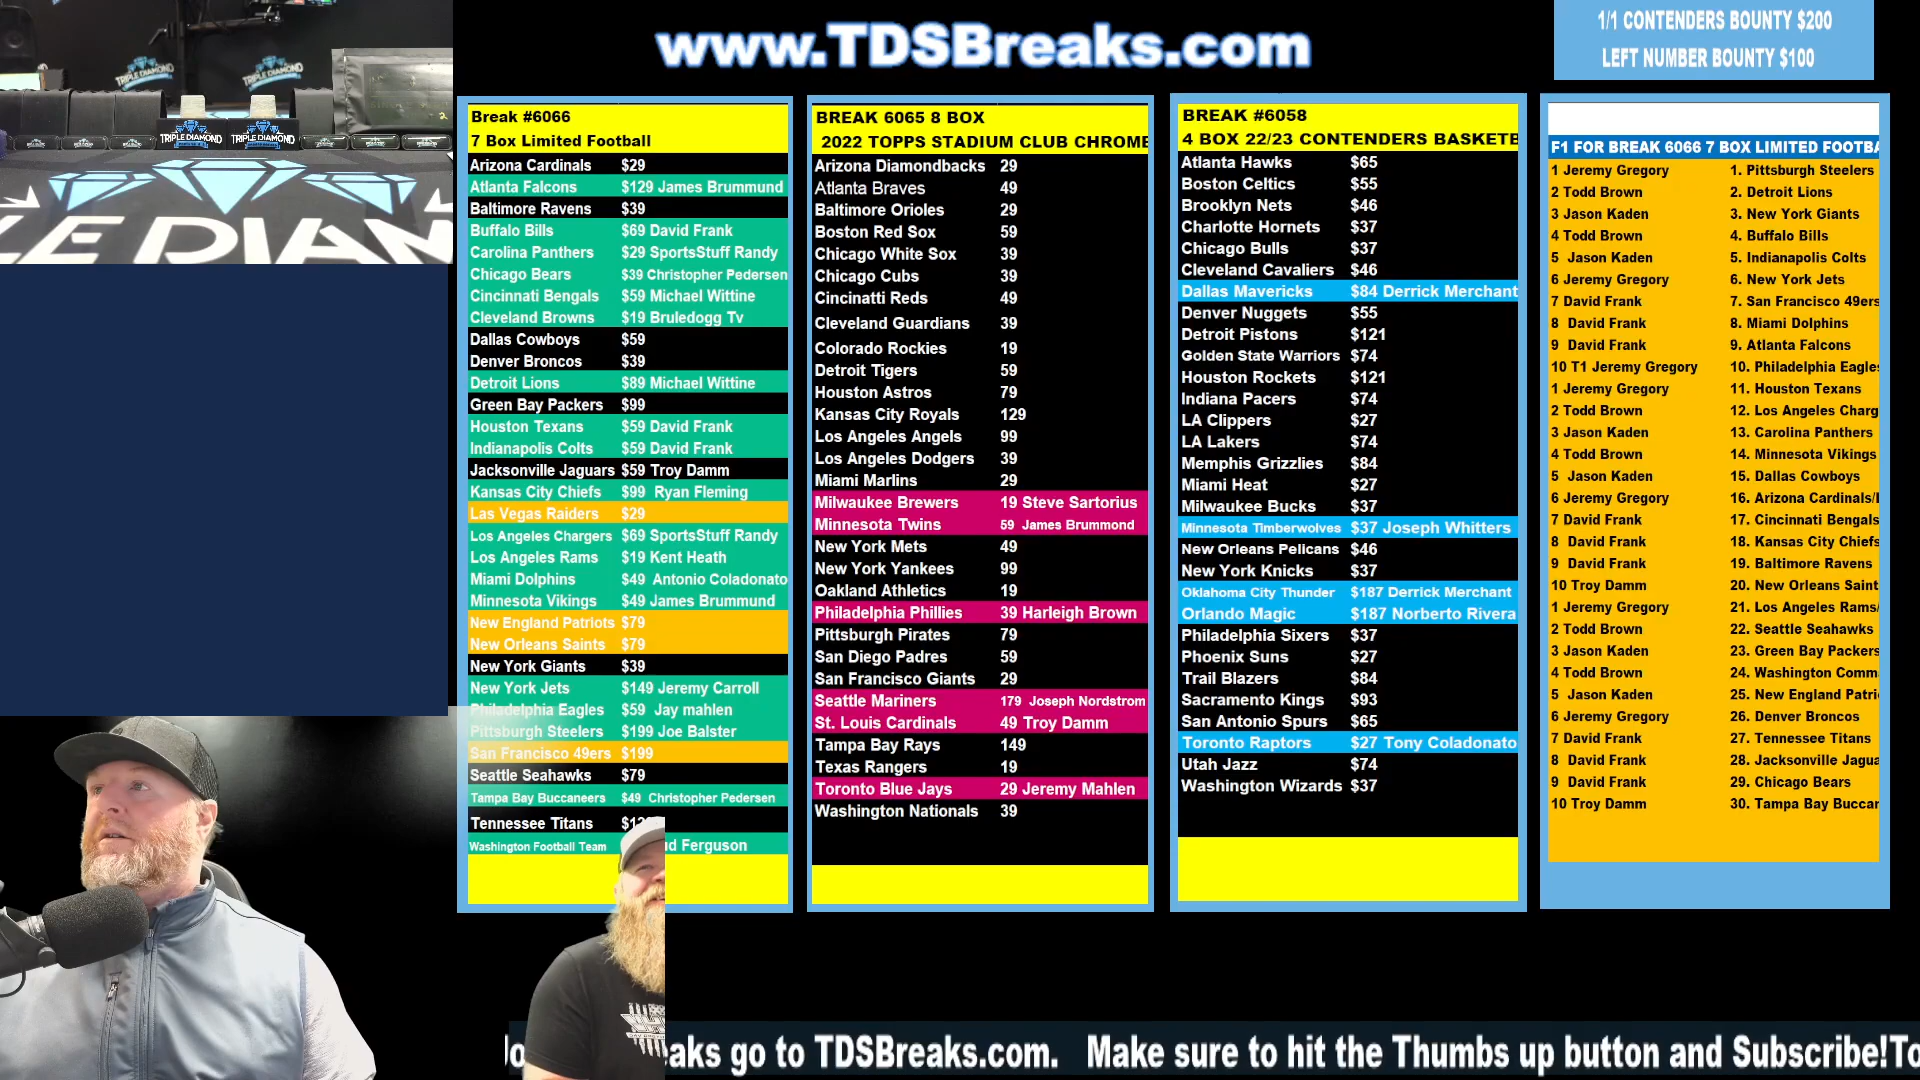 www.TDSBreaks.com
1/1 CONTENDERS BOUNTY $200
LEFT NUMBER BOUNTY $100
TRIPLE DIAMOND
TRIPLE DIAMOND
TRIPLE DIAMOND
TRIPLE DIAMOND
LE DIAM
Break #6066
7 Box Limited Football
Arizona Cardinals $29
Atlanta Falcons $129 James Brummund
Baltimore Ravens $39
Buffalo Bills $69 David Frank
Carolina Panthers $29 SportsStuff Randy
Chicago Bears $39 Christopher Pedersen
Cincinnati Bengals $59 Michael Wittine
Cleveland Browns $19 Bruledogg Tv
Dallas Cowboys $59
Denver Broncos $39
Detroit Lions $89 Michael Wittine
Green Bay Packers $99
Houston Texans $59 David Frank
Indianapolis Colts $59 David Frank
Jacksonville Jaguars $59 Troy Damm
Kansas City Chiefs $99 Ryan Fleming
Las Vegas Raiders $29
Los Angeles Chargers $69 SportsStuff Randy
Los Angeles Rams $19 Kent Heath
Miami Dolphins $49 Antonio Coladonato
Minnesota Vikings $49 James Brummund
New England Patriots $79
New Orleans Saints $79
New York Giants $39
New York Jets $149 Jeremy Carroll
Philadelphia Eagles $59 Jay mahlen
Pittsburgh Steelers $199 Joe Balster
San Francisco 49ers $199
Seattle Seahawks $79
Tampa Bay Buccaneers $49 Christopher Pedersen
Tennessee Titans
Washington Football Team Ferguson
BREAK 6065 8 BOX
2022 TOPPS STADIUM CLUB CHROME
Arizona Diamondbacks 29
Atlanta Braves 49
Baltimore Orioles 29
Boston Red Sox 59
Chicago White Sox 39
Chicago Cubs 39
Cincinatti Reds 49
Cleveland Guardians 39
Colorado Rockies 19
Detroit Tigers 59
Houston Astros 79
Kansas City Royals 129
Los Angeles Angels 99
Los Angeles Dodgers 39
Miami Marlins 29
Milwaukee Brewers 19 Steve Sartorius
Minnesota Twins 59 James Brummond
New York Mets 49
New York Yankees 99
Oakland Athletics 19
Philadelphia Phillies 39 Harleigh Brown
Pittsburgh Pirates 79
San Diego Padres 59
San Francisco Giants 29
Seattle Mariners 179 Joseph Nordstrom
St. Louis Cardinals 49 Troy Damm
Tampa Bay Rays 149
Texas Rangers 19
Toronto Blue Jays 29 Jeremy Mahlen
Washington Nationals 39
BREAK #6058
4 BOX 22/23 CONTENDERS BASKETB
Atlanta Hawks $65
Boston Celtics $55
Brooklyn Nets $46
Charlotte Hornets $37
Chicago Bulls $37
Cleveland Cavaliers $46
Dallas Mavericks $84 Derrick Merchant
Denver Nuggets $55
Detroit Pistons $121
Golden State Warriors $74
Houston Rockets $121
Indiana Pacers $74
LA Clippers $27
LA Lakers $74
Memphis Grizzlies $84
Miami Heat $27
Milwaukee Bucks $37
Minnesota Timberwolves $37 Joseph Whitters
New Orleans Pelicans $46
New York Knicks $37
Oklahoma City Thunder $187 Derrick Merchant
Orlando Magic $187 Norberto Rivera
Philadelphia Sixers $37
Phoenix Suns $27
Trail Blazers $84
Sacramento Kings $93
San Antonio Spurs $65
Toronto Raptors $27 Tony Coladonato
Utah Jazz $74
Washington Wizards $37
F1 FOR BREAK 6066 7 BOX LIMITED FOOTBA
1 Jeremy Gregory 1. Pittsburgh Steelers
2 Todd Brown 2. Detroit Lions
3 Jason Kaden 3. New York Giants
4 Todd Brown 4. Buffalo Bills
5 Jason Kaden 5. Indianapolis Colts
6 Jeremy Gregory 6. New York Jets
7 David Frank 7. San Francisco 49ers
8 David Frank 8. Miami Dolphins
9 David Frank 9. Atlanta Falcons
10 T1 Jeremy Gregory 10. Philadelphia Eagles
1 Jeremy Gregory 11. Houston Texans
2 Todd Brown 12. Los Angeles Charg
3 Jason Kaden 13. Carolina Panthers
4 Todd Brown 14. Minnesota Vikings
5 Jason Kaden 15. Dallas Cowboys
6 Jeremy Gregory 16. Arizona Cardinals/
7 David Frank 17. Cincinnati Bengals
8 David Frank 18. Kansas City Chiefs
9 David Frank 19. Baltimore Ravens
10 Troy Damm 20. New Orleans Saint
1 Jeremy Gregory 21. Los Angeles Rams/
2 Todd Brown 22. Seattle Seahawks
3 Jason Kaden 23. Green Bay Packers
4 Todd Brown 24. Washington Comm
5 Jason Kaden 25. New England Patri
6 Jeremy Gregory 26. Denver Broncos
7 David Frank 27. Tennessee Titans
8 David Frank 28. Jacksonville Jagua
9 David Frank 29. Chicago Bears
10 Troy Damm 30. Tampa Bay Buccan
aks go to TDSBreaks.com. Make sure to hit the Thumbs up button and Subscribe!To